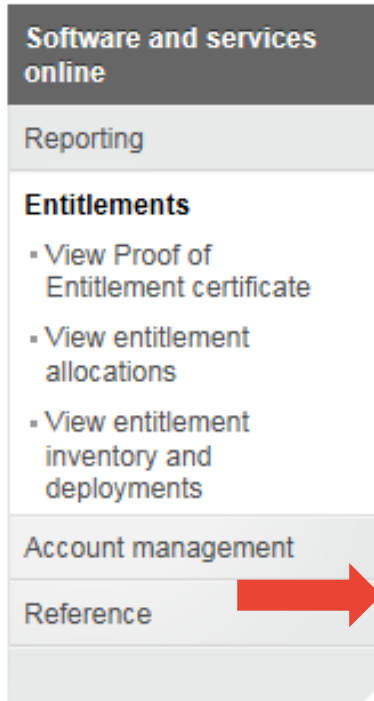 Software and services
online
Reporting
Entitlements
View Proof of
Entitlement certificate
View entitlement
allocations
View entitlement
inventory and
deployments
Account management
Reference